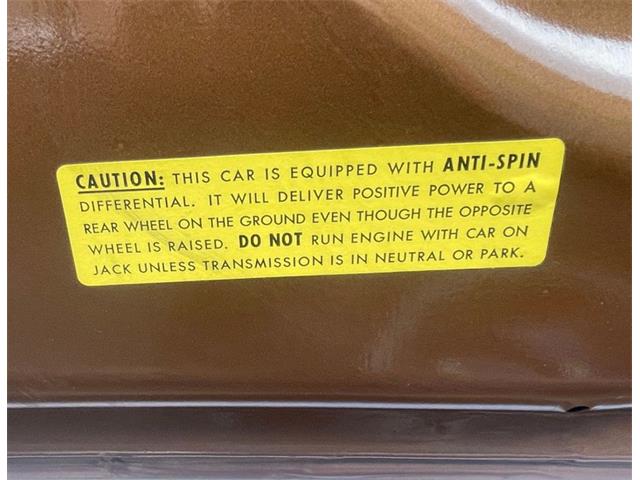 CAUTION: THIS CAR IS EQUIPPED WITH ANTI-SPIN
DIFFERENTIAL. IT WILL DELIVER POSITIVE POWER TO A
REAR WHEEL ON THE GROUND EVEN THOUGH THE OPPOSITE
WHEEL IS RAISED. DO NOT RUN ENGINE WITH CAR ON
JACK UNLESS TRANSMISSION IS IN NEUTRAL OR PARK.